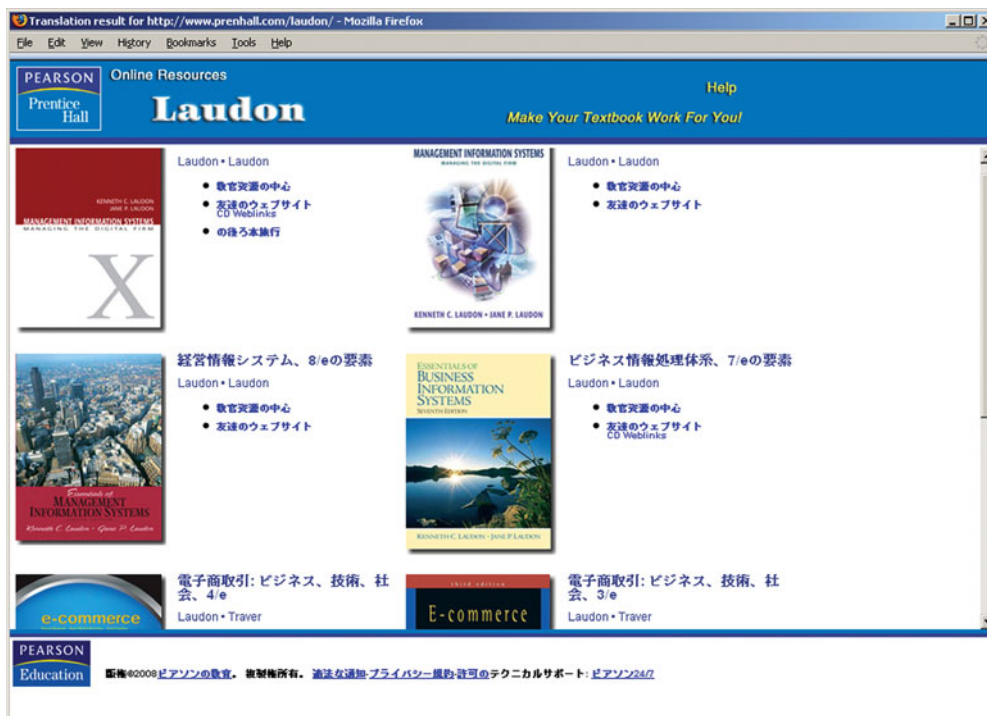 Translation result for http://www.prenhall.com/laudon/ - Mozilla Firefox
File Edit View History Bookmarks Tools Help
PEARSON
Prentice
Hall
Online Resources
Laudon
Help
Make Your Textbook Work For You!
KENNETH C. LAUDON
JANE P. LAUDON
MANAGEMENT INFORMATION SYSTEMS
MANAGING THE DIGITAL FIRM
X
Laudon • Laudon
教官資源の中心
友達のウェブサイト
CD Weblinks
の後ろ本旅行
MANAGEMENT INFORMATION SYSTEMS
MANAGING THE DIGITAL FIRM
KENNETH C. LAUDON • JANE P. LAUDON
Laudon • Laudon
教官資源の中心
友達のウェブサイト
Essentials of
MANAGEMENT
INFORMATION SYSTEMS
Kenneth C. Laudon • Jane P. Laudon
経営情報システム、8/eの要素
Laudon • Laudon
教官資源の中心
友達のウェブサイト
ESSENTIALS OF
BUSINESS
INFORMATION
SYSTEMS
SEVENTH EDITION
KENNETH C. LAUDON • JANE P. LAUDON
ビジネス情報処理体系、7/eの要素
Laudon • Laudon
教官資源の中心
友達のウェブサイト
CD Weblinks
e-commerce
電子商取引: ビジネス、技術、社
会、4/e
Laudon • Traver
third edition
E-commerce
電子商取引: ビジネス、技術、社
会、3/e
Laudon • Traver
PEARSON
Education
版権©2008ピアソンの教育。 複製権所有。 適法な通知-プライバシー規約-許可のテクニカルサポート: ピアソン24/7